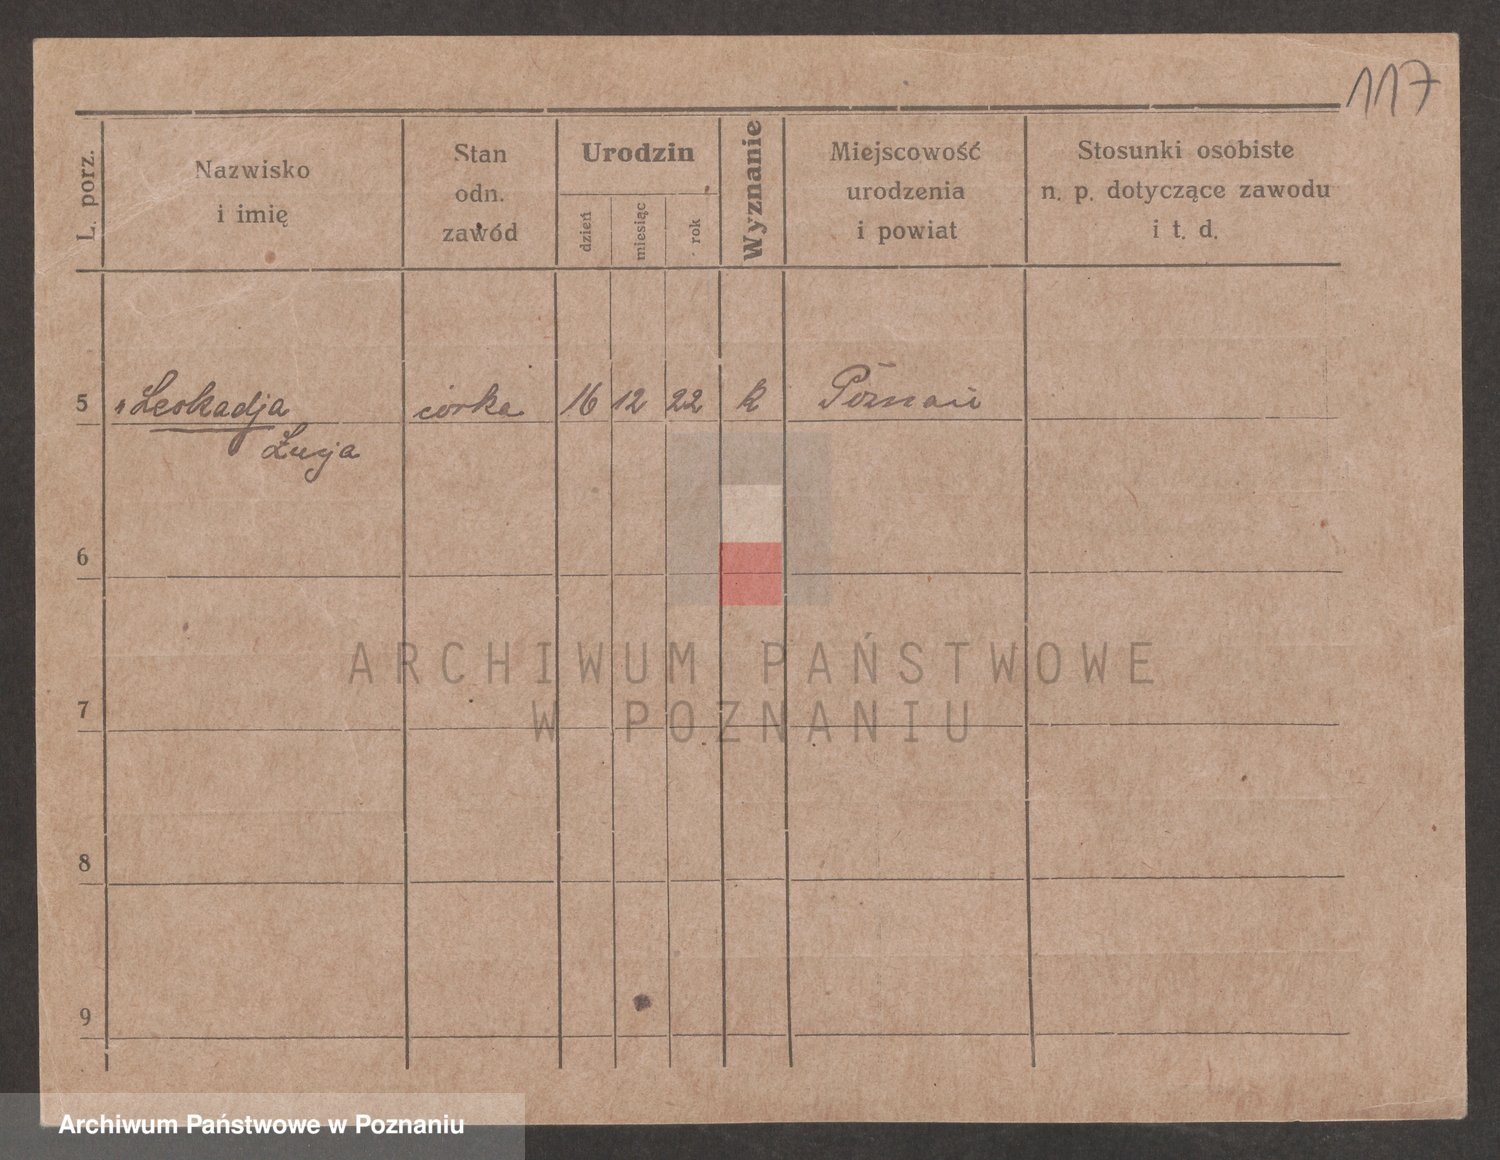 117
L. porz.
Nazwisko
i imię
Stan
odn.
zawód
Urodzin
dzień
miesiąc
rok
Wyznanie
Miejscowość
urodzenia
i powiat
Stosunki osobiste
n. p. dotyczące zawodu
i t. d.
5 " Leokadja córka 16 12 22 k Poznań
Łucja
6
ARCHIWUM PAŃSTWOWE
7
W POZNANIU
8
9
Archiwum Państwowe w Poznaniu